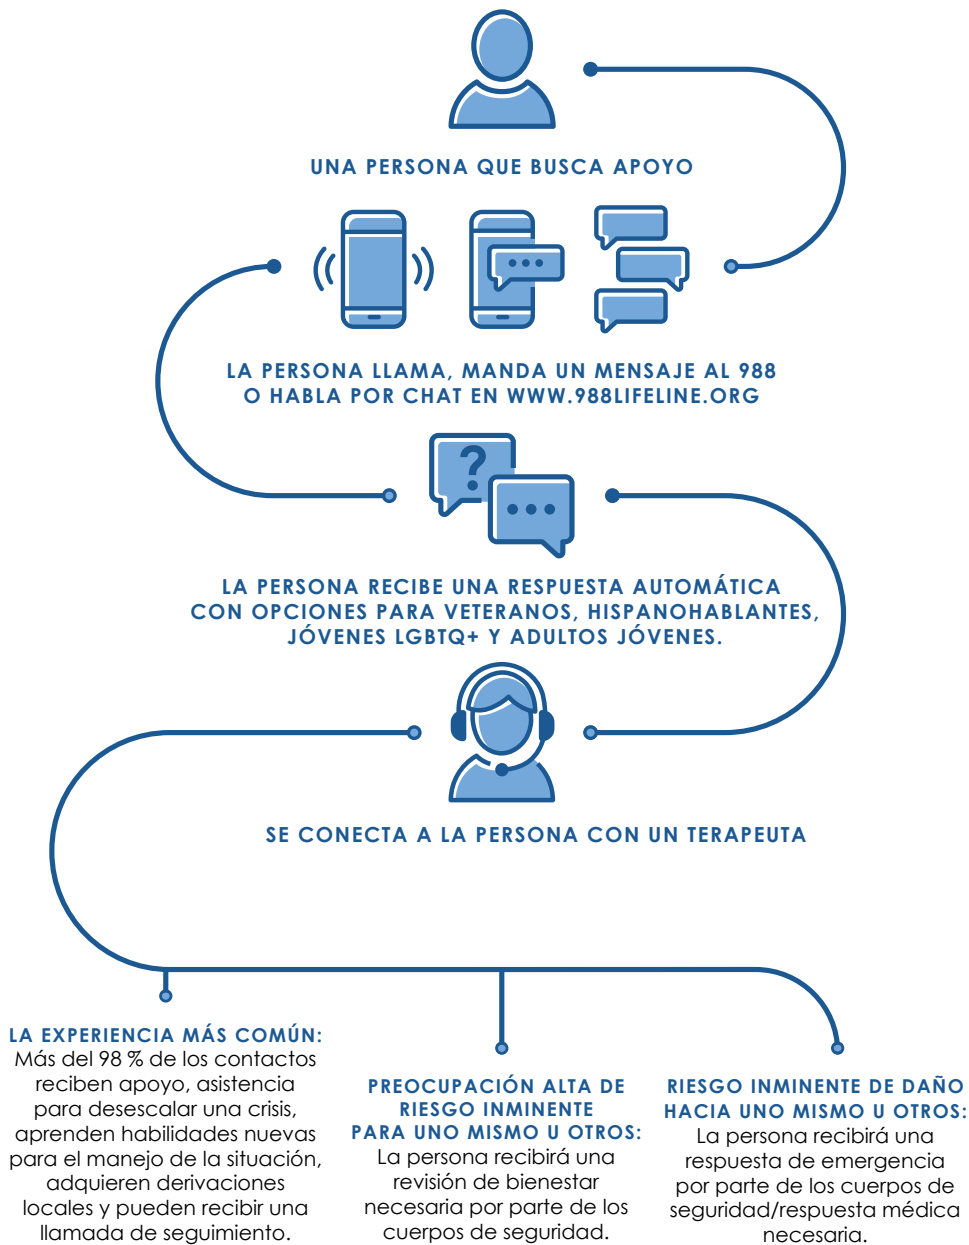 UNA PERSONA QUE BUSCA APOYO
LA PERSONA LLAMA, MANDA UN MENSAJE AL 988
O HABLA POR CHAT EN WWW.988LIFELINE.ORG
?
LA PERSONA RECIBE UNA RESPUESTA AUTOMÁTICA
CON OPCIONES PARA VETERANOS, HISPANOHABLANTES,
JÓVENES LGBTQ+ Y ADULTOS JÓVENES.
SE CONECTA A LA PERSONA CON UN TERAPEUTA
LA EXPERIENCIA MÁS COMÚN:
Más del 98 % de los contactos
reciben apoyo, asistencia
para desescalar una crisis,
aprenden habilidades nuevas
para el manejo de la situación,
adquieren derivaciones
locales y pueden recibir una
llamada de seguimiento.
PREOCUPACIÓN ALTA DE
RIESGO INMINENTE
PARA UNO MISMO U OTROS:
La persona recibirá una
revisión de bienestar
necesaria por parte de los
cuerpos de seguridad.
RIESGO INMINENTE DE DAÑO
HACIA UNO MISMO U OTROS:
La persona recibirá una
respuesta de emergencia
por parte de los cuerpos de
seguridad/respuesta médica
necesaria.